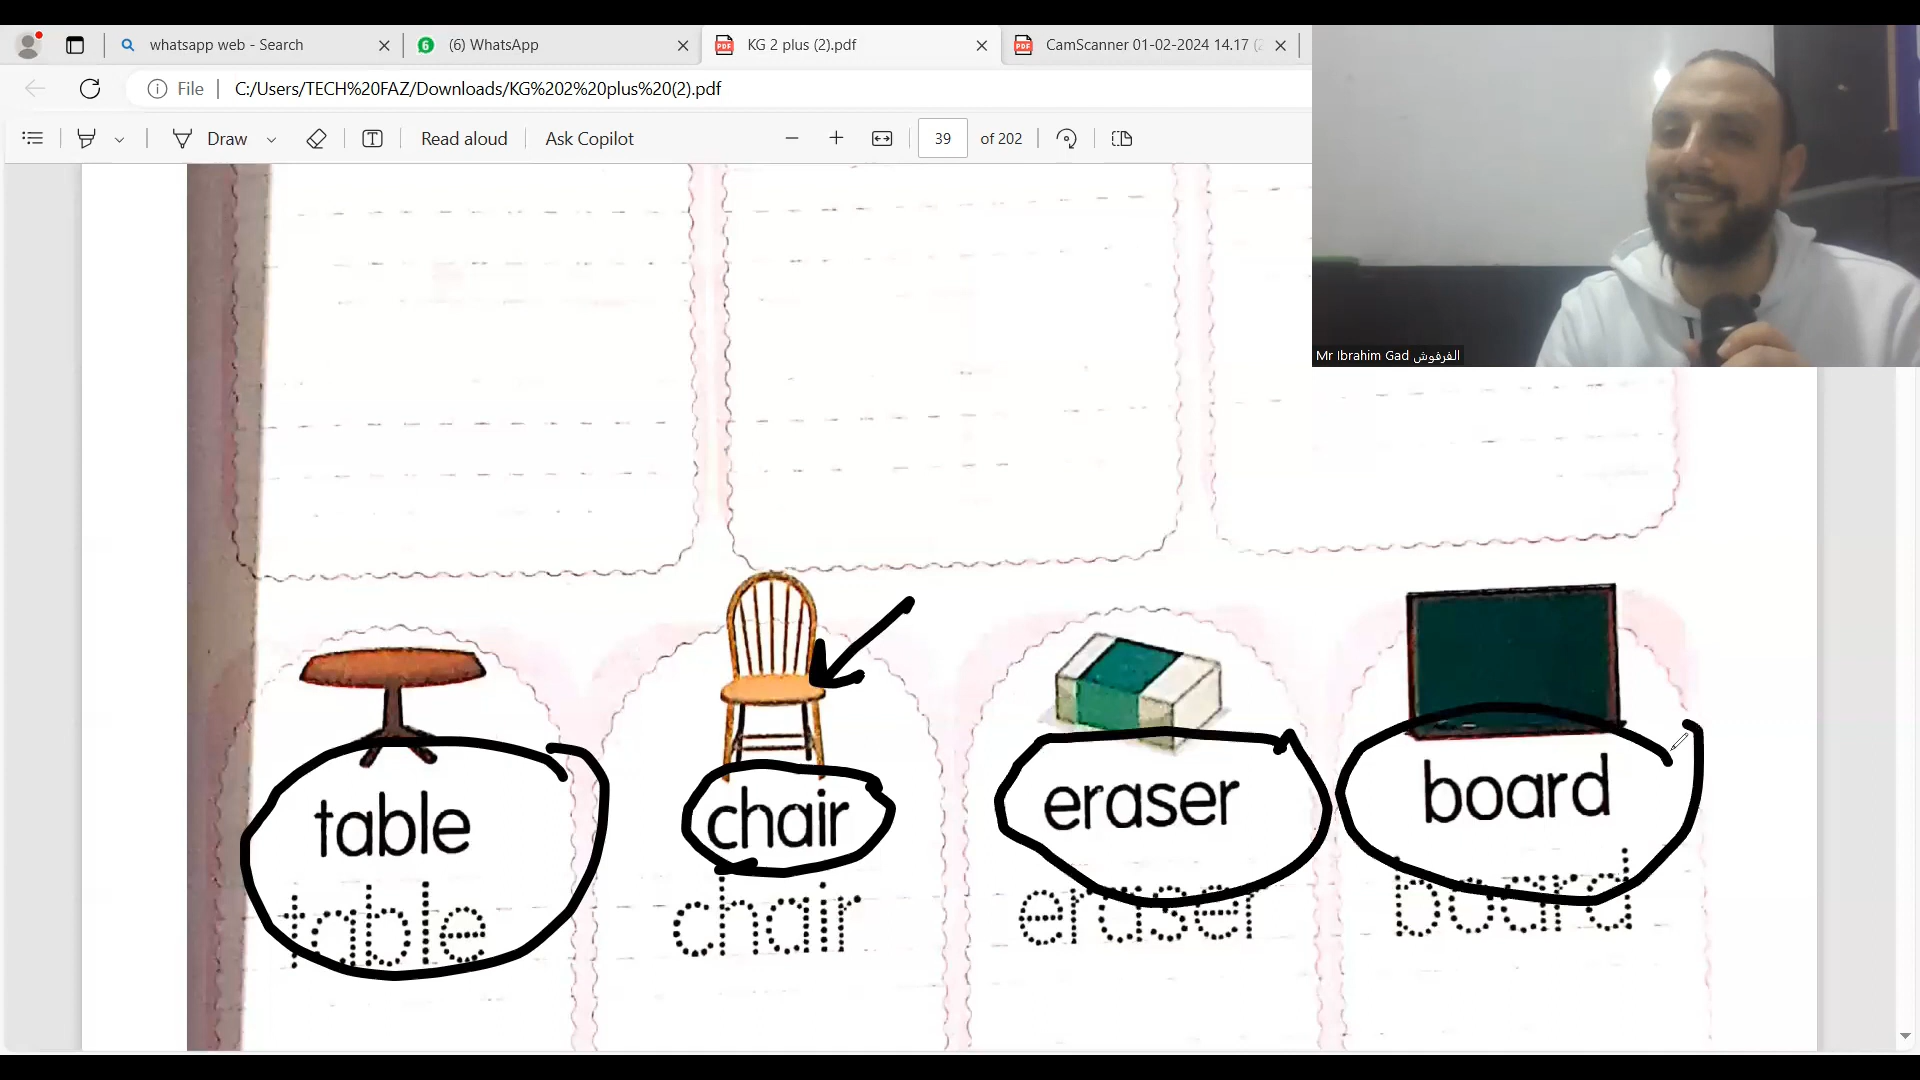 whatsapp web - Search
(6) WhatsApp
KG 2 plus (2).pdf
CamScanner 01-02-2024 14.17 (2
File
C:/Users/TECH%20FAZ/Downloads/KG%202%20plus%20(2).pdf
Draw
Read aloud
Ask Copilot
39
of 202
Mr Ibrahim Gad الفرفوش
table
chair
eraser
board
table
chair
eraser
board